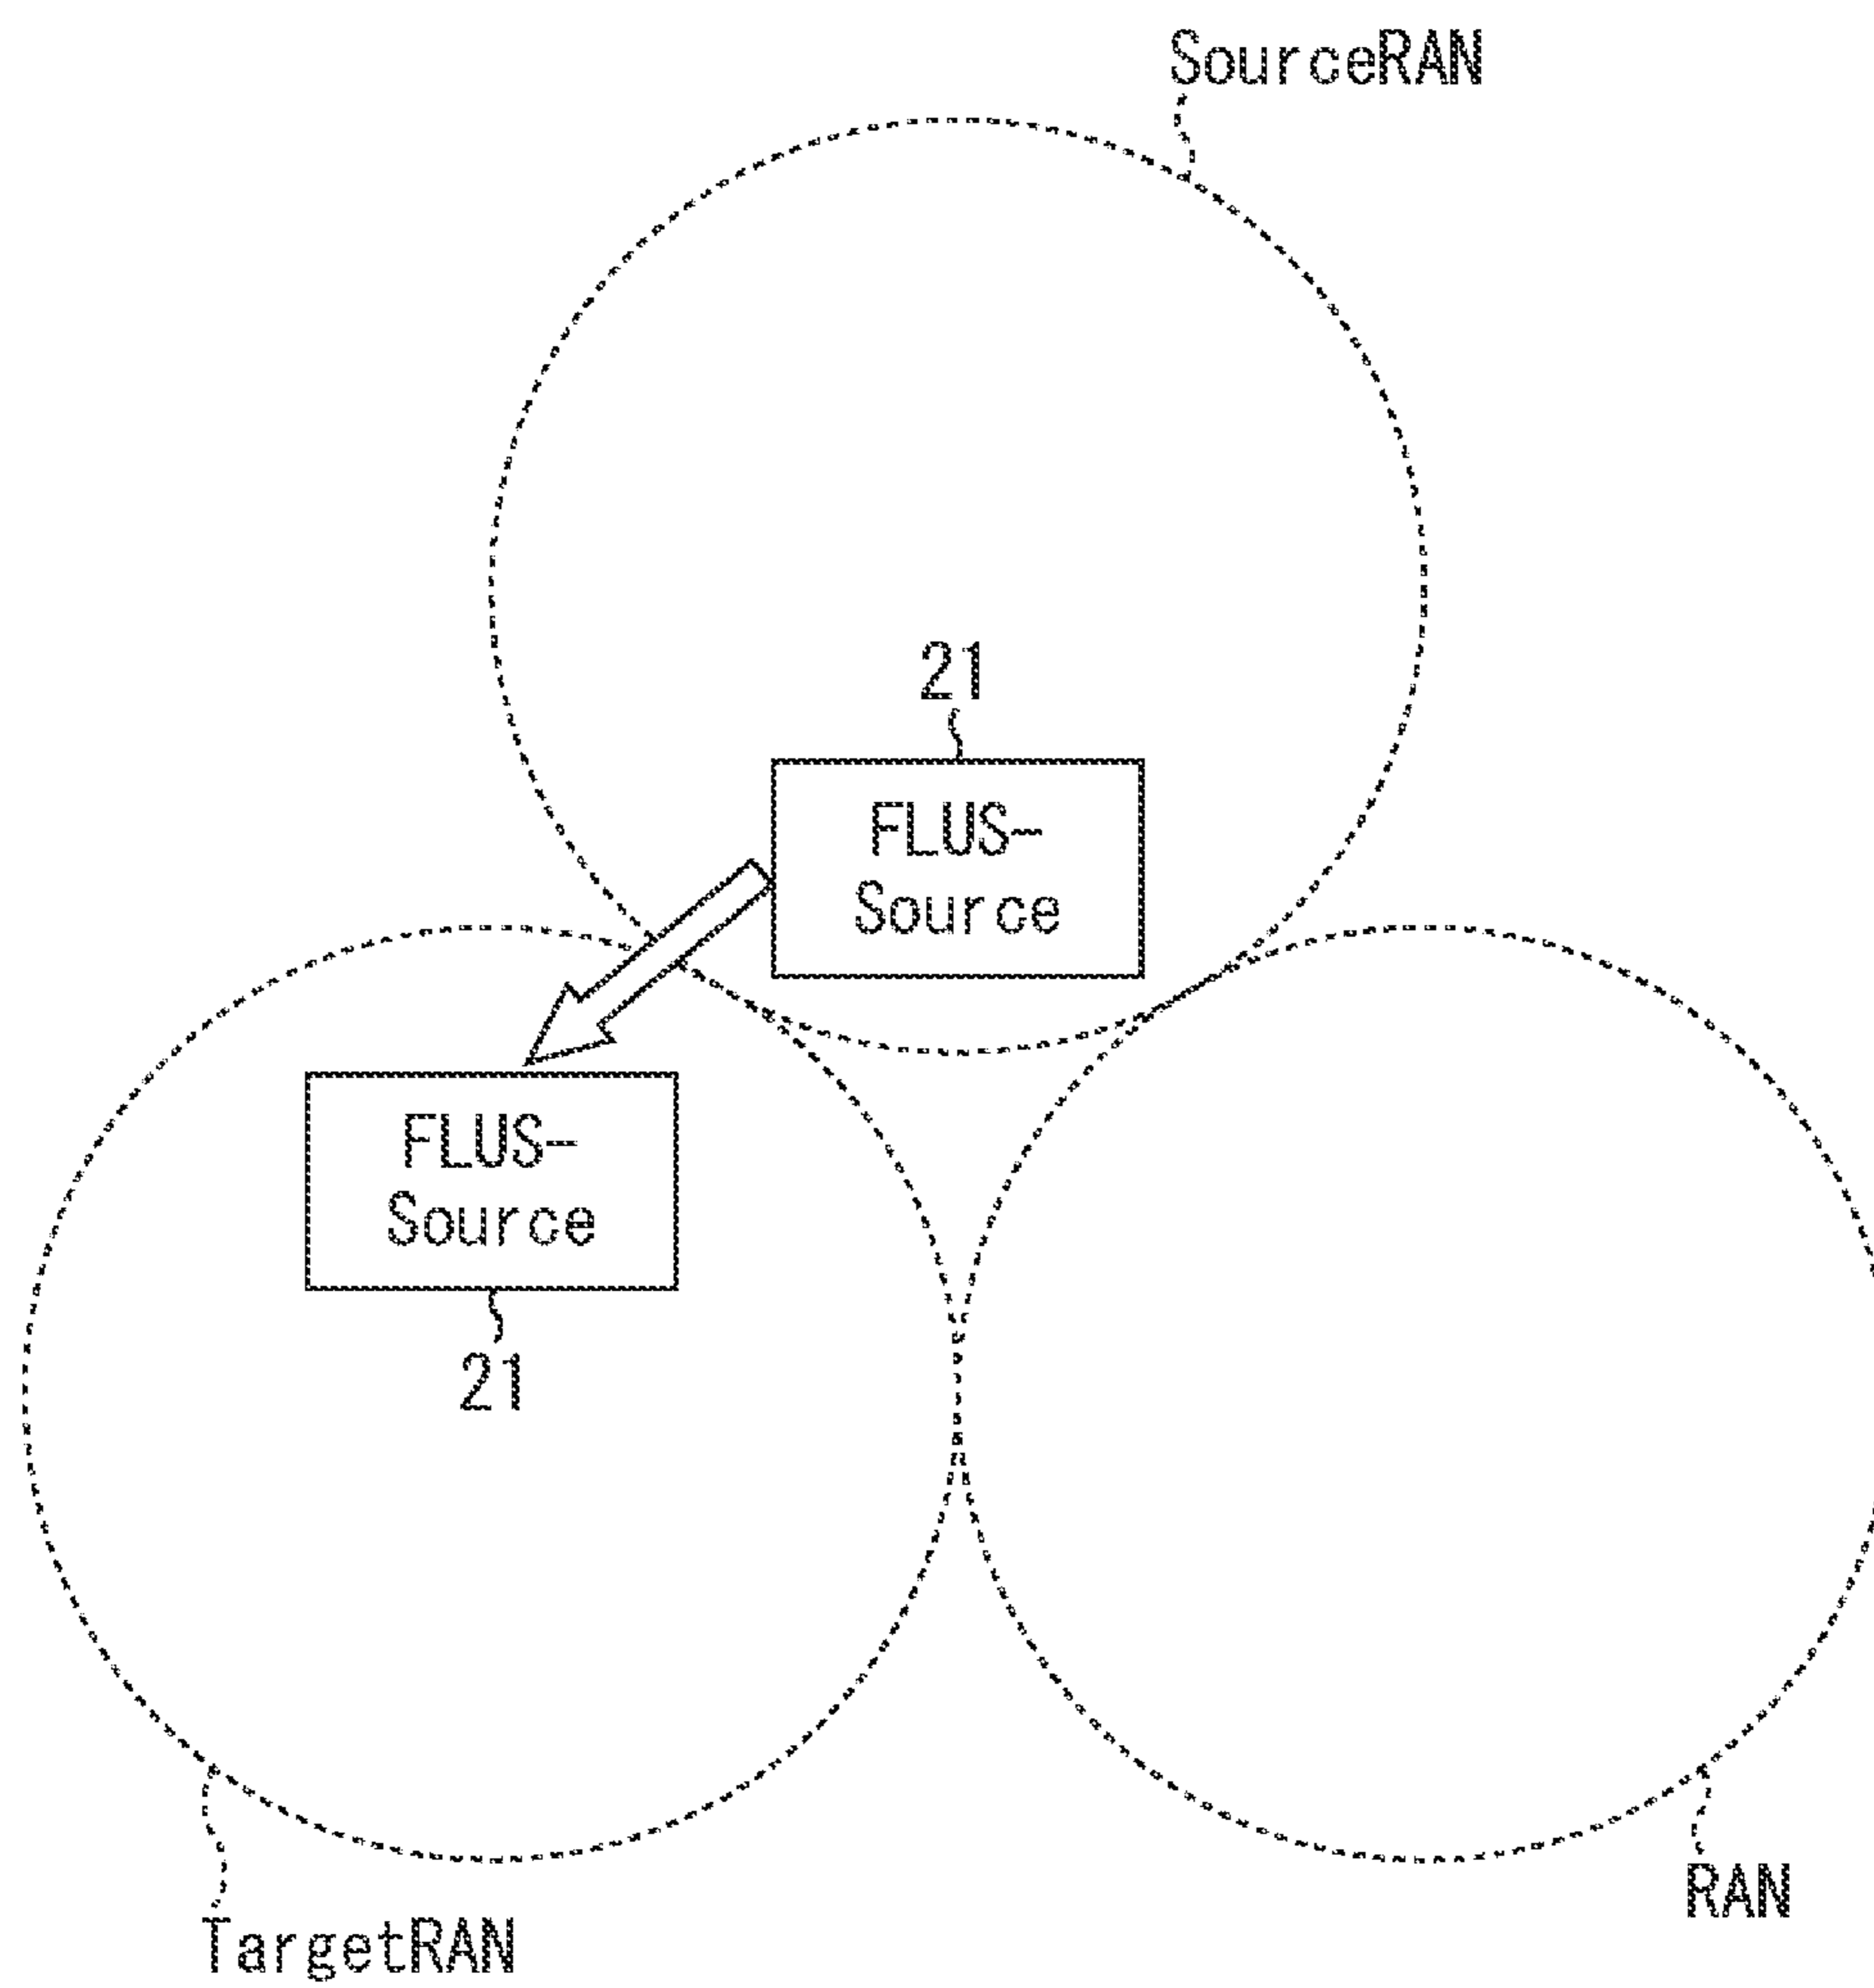 SourceRAN
21
FLUS-
Source
FLUS-
Source
21
RAN
TargetRAN